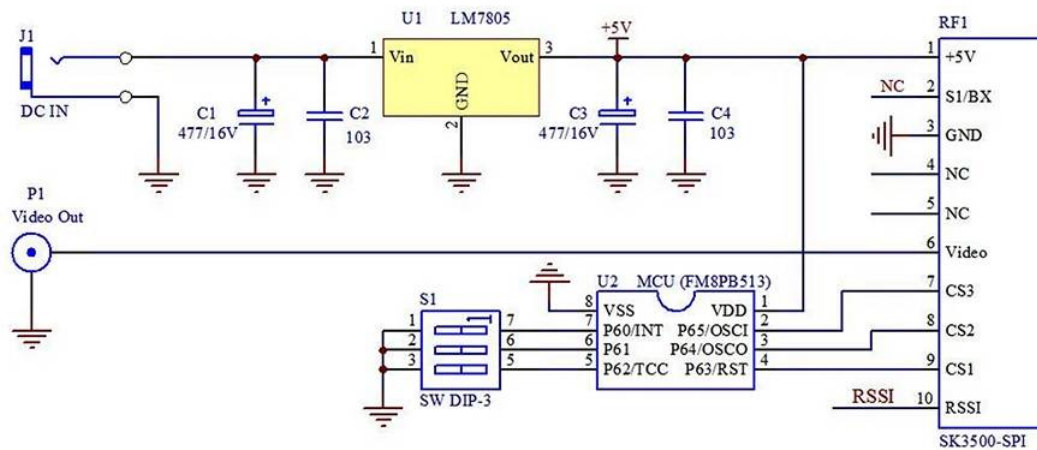 J1
DC IN
C1
477/16V
+
C2
103
U1 LM7805
1 Vin
Vout 3
GND
2
+5V
C3
477/16V
+
C4
103
RF1
1 +5V
NC 2 S1/BX
3 GND
4 NC
5 NC
6 Video
7 CS3
8 CS2
9 CS1
RSSI 10 RSSI
SK3500-SPI
P1
Video Out
S1
1 7
2 6
3 5
1
SW DIP-3
U2 MCU (FM8PB513)
8 VSS VDD 1
7 P60/INT P65/OSCI 2
6 P61 P64/OSCO 3
5 P62/TCC P63/RST 4